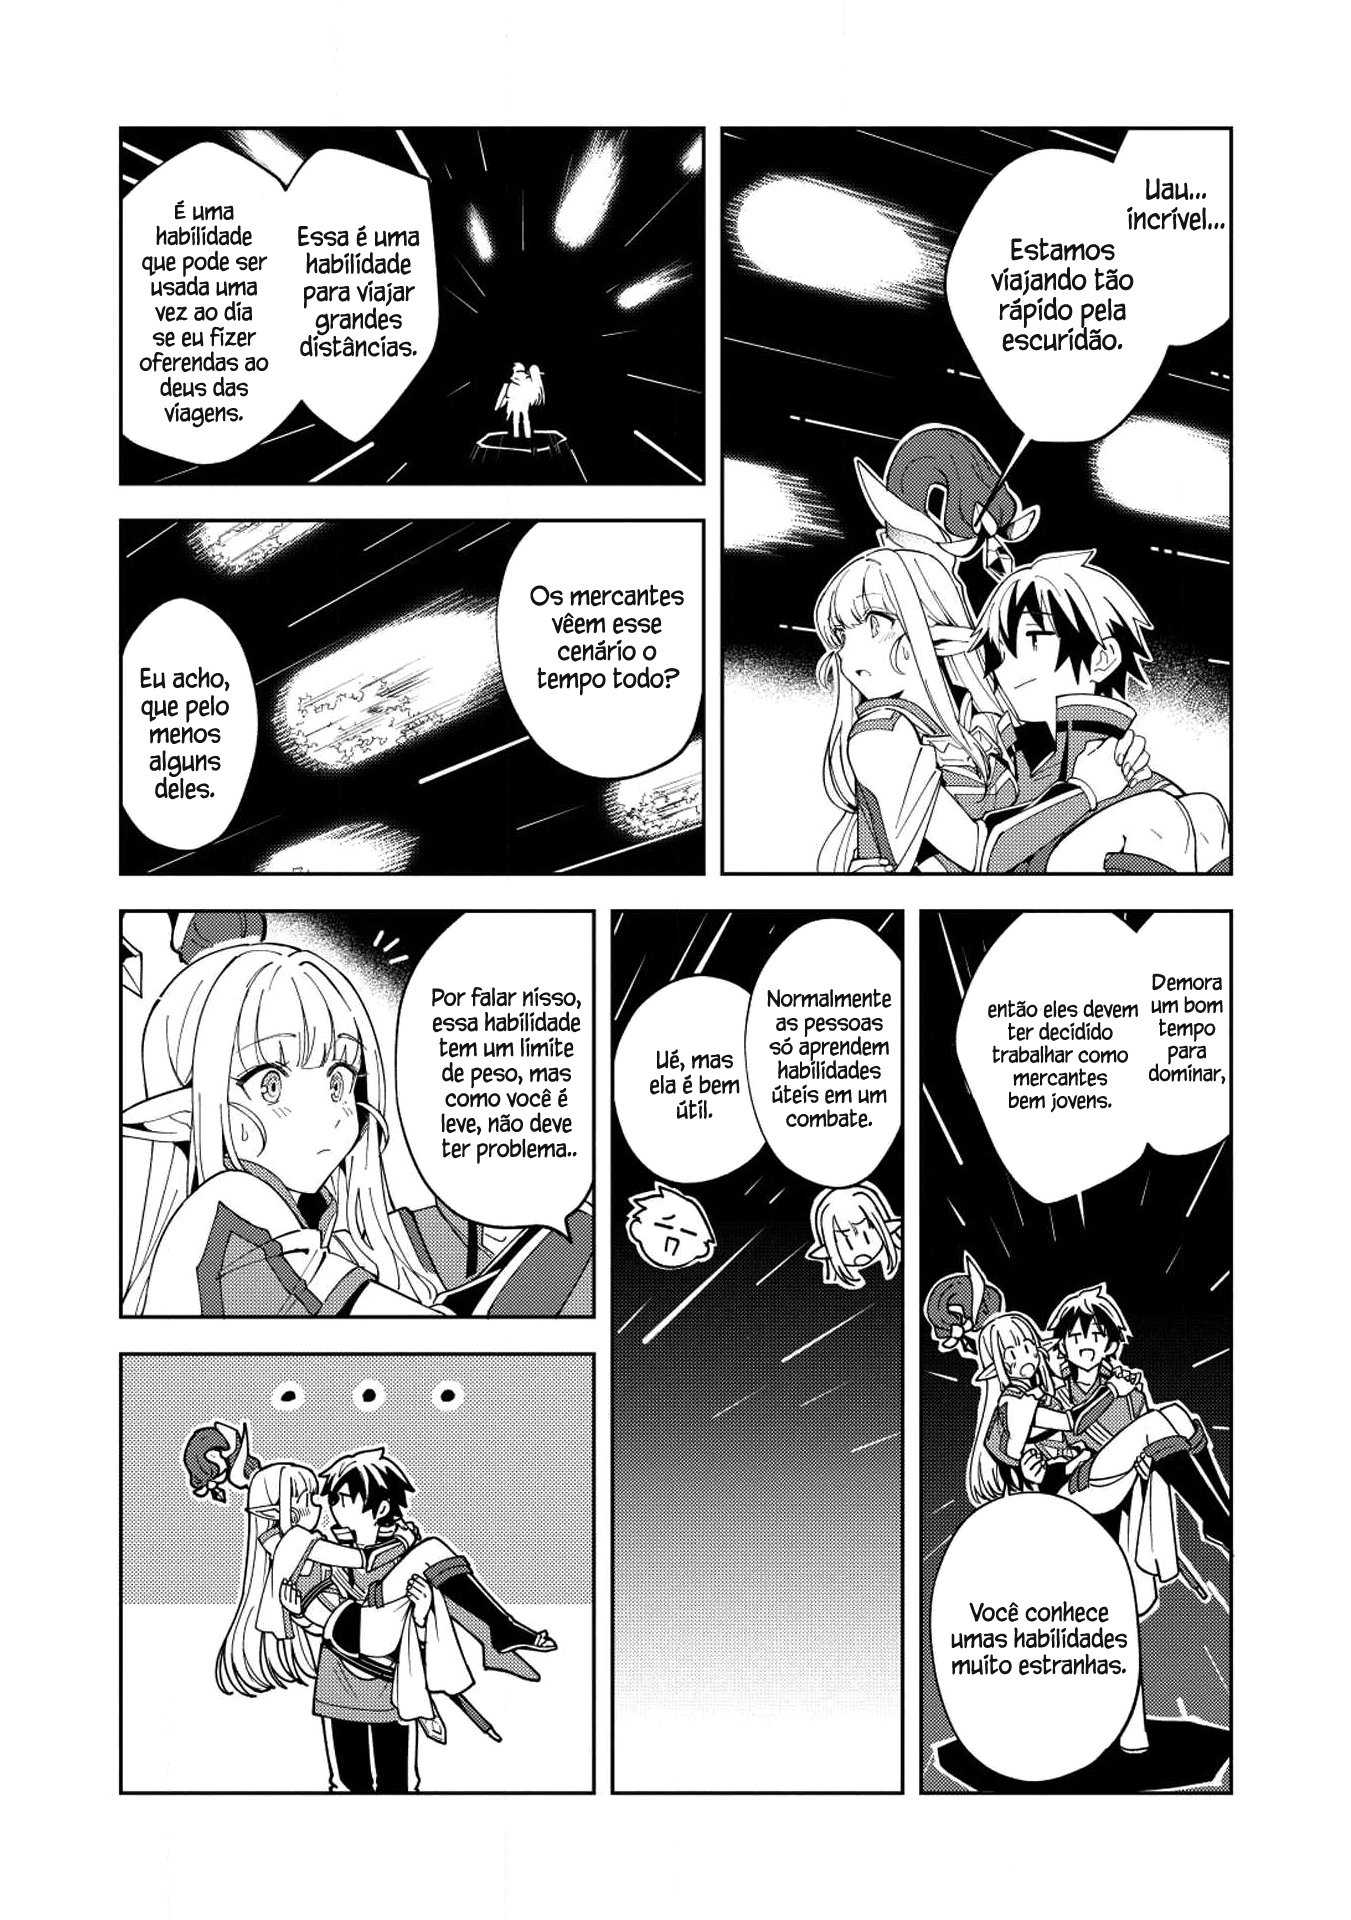 Uau...
incrível...
Estamos
viajando tão
rápido pela
escuridão.
Essa é uma
habilidade
para viajar
grandes
distâncias.
É uma
habilidade
que pode ser
usada uma
vez ao dia
se eu fizer
oferendas ao
deus das
viagens.
Os mercantes
vêem esse
cenário o
tempo todo?
Eu acho,
que pelo
menos
alguns
deles.
Demora
um bom
tempo
para
dominar,
então eles devem
ter decidido
trabalhar como
mercantes
bem jovens.
Você conhece
umas habilidades
muito estranhas.
Normalmente
as pessoas
só aprendem
habilidades
úteis em um
combate.
Ué, mas
ela é bem
útil.
Por falar nisso,
essa habilidade
tem um limite
de peso, mas
como você é
leve, não deve
ter problema..